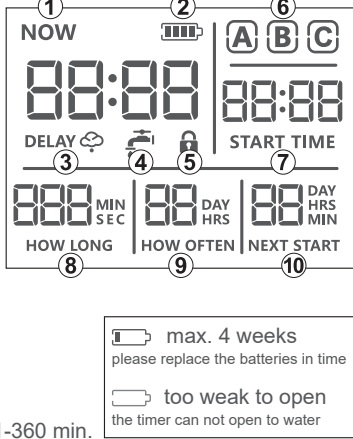 1 2 6
NOW A B C
88:88 88:88
DELAY START TIME
3 4 5 7
888 MIN SEC 88 DAY HRS 88 DAY HRS MIN
HOW LONG HOW OFTEN NEXT START
8 9 10
max. 4 weeks
please replace the batteries in time
too weak to open
the timer can not open to water
-360 min.